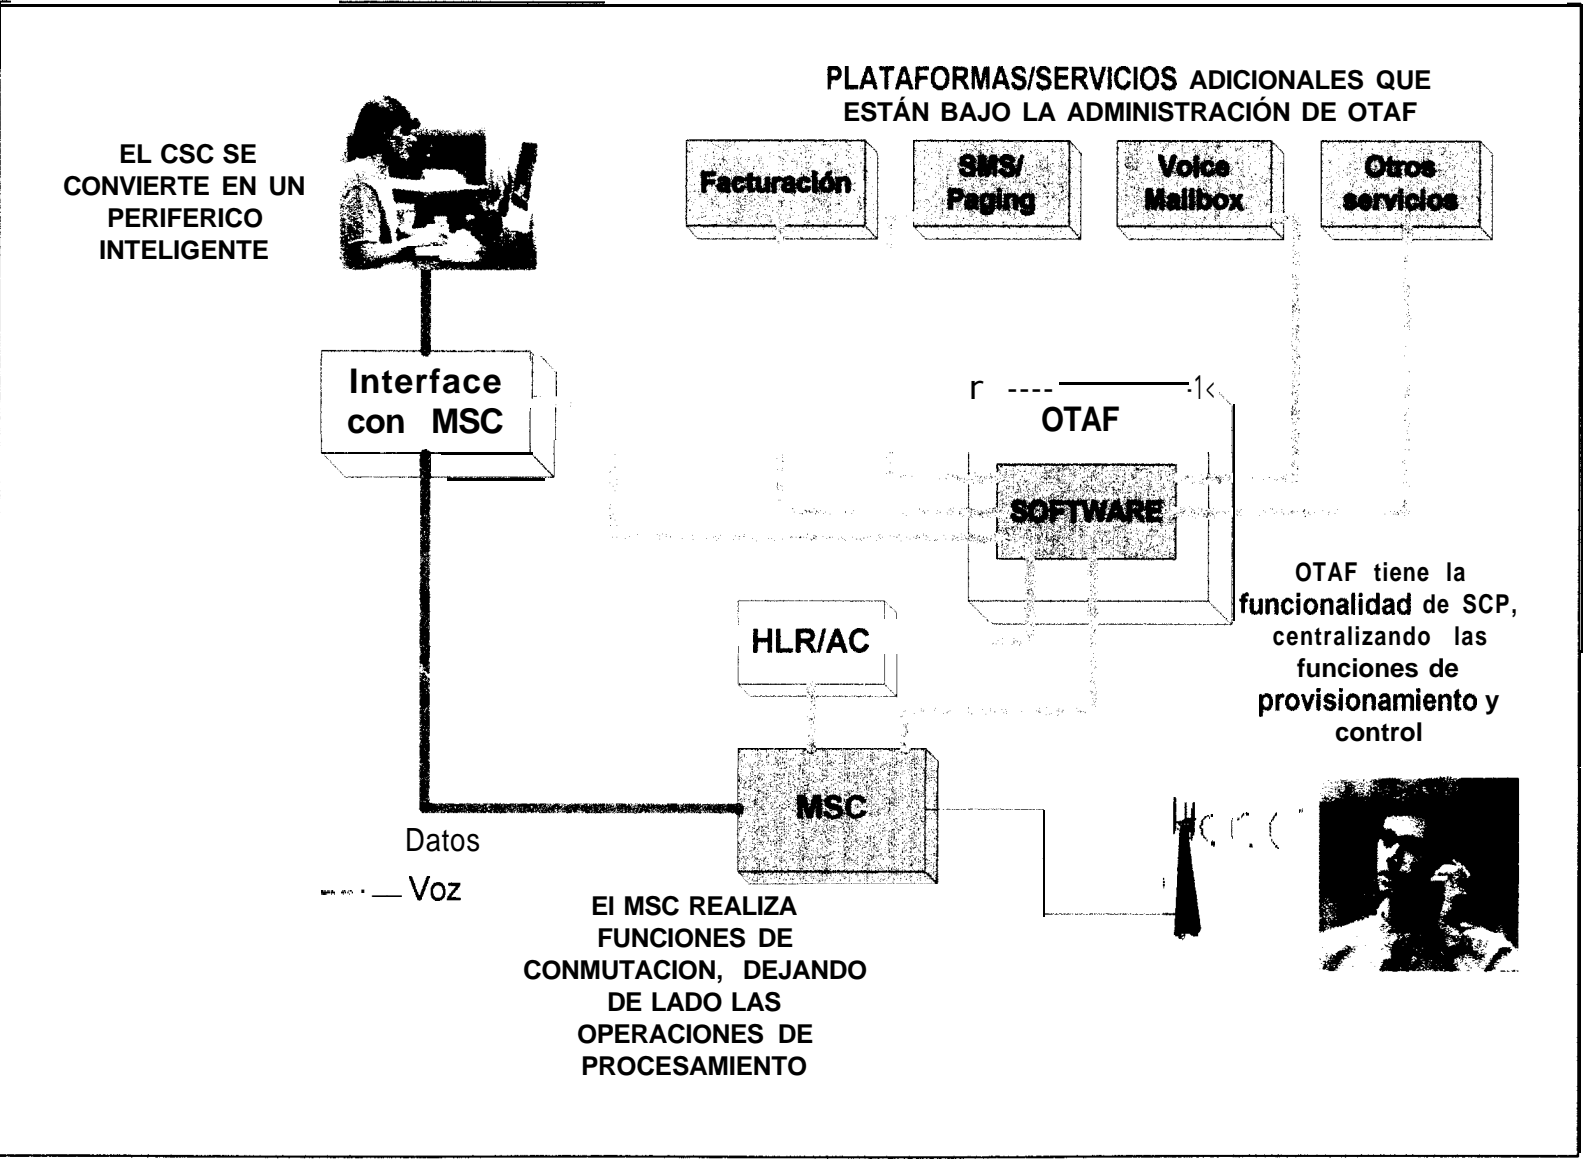 PLATAFORMAS/SERVICIOS ADICIONALES QUE
ESTÁN BAJO LA ADMINISTRACIÓN DE OTAF
EL CSC SE
CONVIERTE EN UN
PERIFERICO
INTELIGENTE
Facturación
SMS/
Paging
Voice
Mailbox
Otros
servicios
Interface
con MSC
OTAF
SOFTWARE
OTAF tiene la
funcionalidad de SCP,
centralizando las
funciones de
provisionamiento y
control
HLR/AC
MSC
Datos
Voz
El MSC REALIZA
FUNCIONES DE
CONMUTACION, DEJANDO
DE LADO LAS
OPERACIONES DE
PROCESAMIENTO